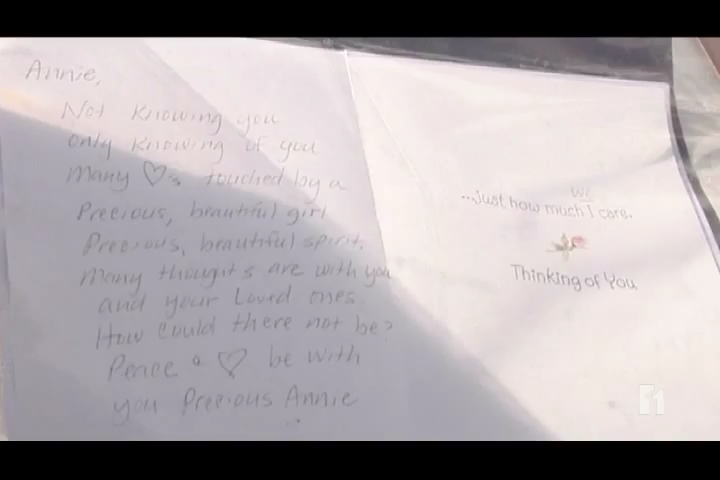 Annie,
Not knowing you
only knowing of you
many ♡s touched by a
Precious, beautiful girl
Precious, beautiful spirit.
Many thoughts are with you
and your Loved ones.
How could there not be?
Peace & ♡ be with
you Precious Annie
we
...just how much I care.
Thinking of You
1